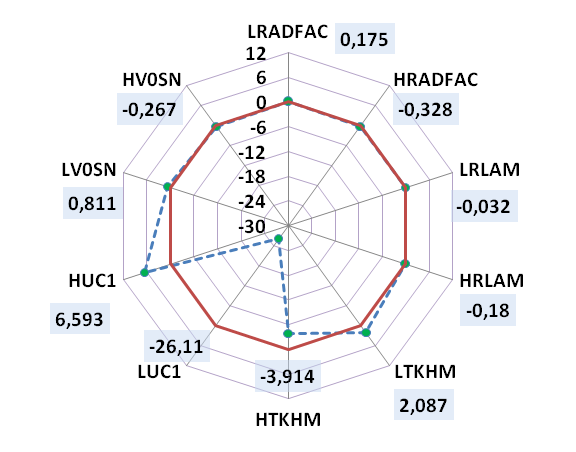 LRADFAC
0,175
12
HV0SN
HRADFAC
6
-0,267
-0,328
0
-6
LV0SN
LRLAM
-12
-18
0,811
-0,032
-24
-30
HUC1
HRLAM
6,593
-0,18
-26,11
LUC1
-3,914
LTKHM
2,087
HTKHM